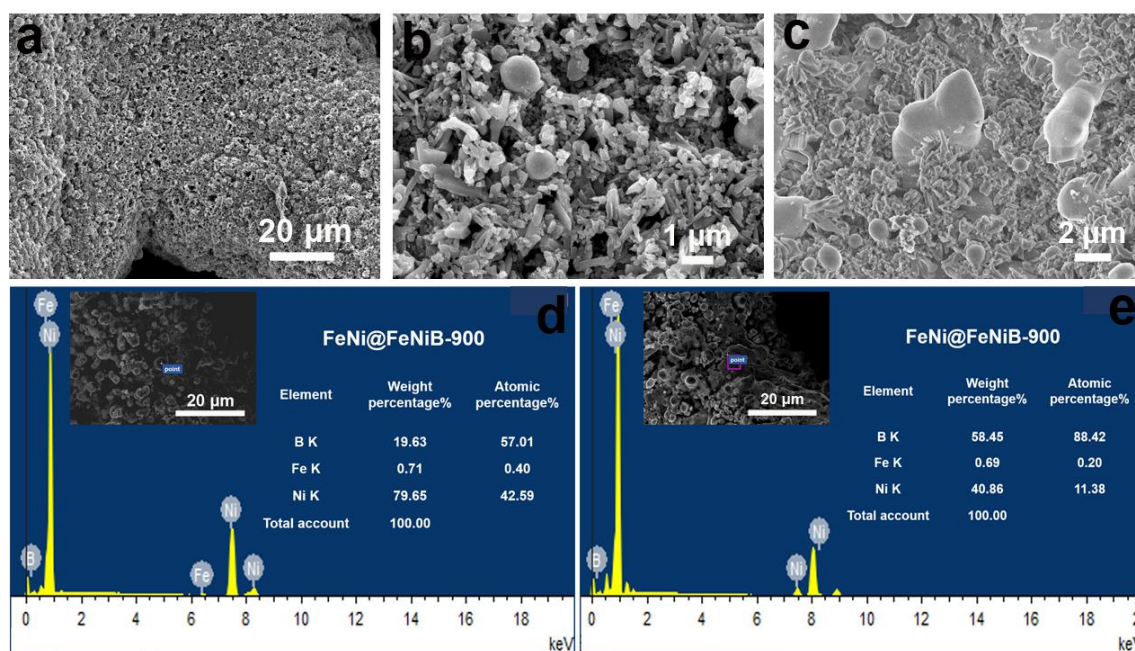 a
20 μm
b
1 μm
c
2 μm
d
Fe
Ni
point
20 μm
FeNi@FeNiB-900
Element Weight percentage% Atomic percentage%
B K 19.63 57.01
Fe K 0.71 0.40
Ni K 79.65 42.59
Total account 100.00
B
Fe
Ni
Ni
0 2 4 6 8 10 12 14 16 18 20
keV
e
Fe
Ni
point
20 μm
FeNi@FeNiB-900
Element Weight percentage% Atomic percentage%
B K 58.45 88.42
Fe K 0.69 0.20
Ni K 40.86 11.38
Total account 100.00
B
Ni
Ni
0 2 4 6 8 10 12 14 16 18 2
keV